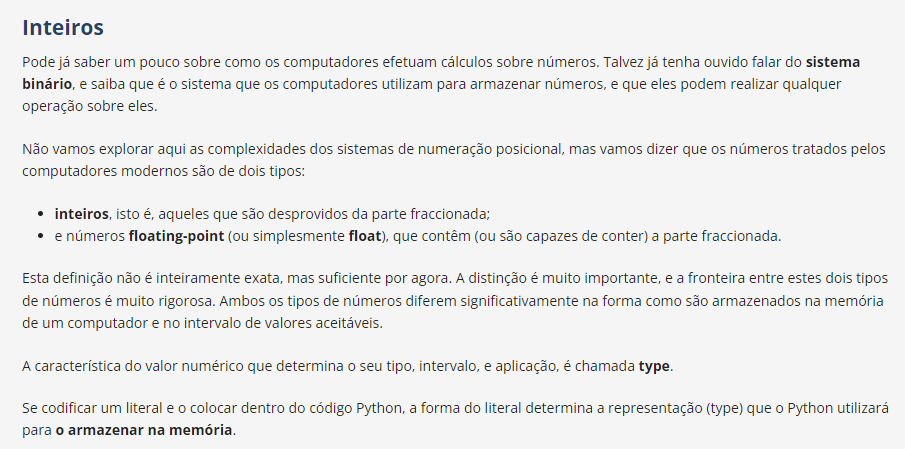 Inteiros
Pode já saber um pouco sobre como os computadores efetuam cálculos sobre números. Talvez já tenha ouvido falar do sistema
binário, e saiba que é o sistema que os computadores utilizam para armazenar números, e que eles podem realizar qualquer
operação sobre eles.
Não vamos explorar aqui as complexidades dos sistemas de numeração posicional, mas vamos dizer que os números tratados pelos
computadores modernos são de dois tipos:
• inteiros, isto é, aqueles que são desprovidos da parte fraccionada;
• e números floating-point (ou simplesmente float), que contêm (ou são capazes de conter) a parte fraccionada.
Esta definição não é inteiramente exata, mas suficiente por agora. A distinção é muito importante, e a fronteira entre estes dois tipos
de números é muito rigorosa. Ambos os tipos de números diferem significativamente na forma como são armazenados na memória
de um computador e no intervalo de valores aceitáveis.
A característica do valor numérico que determina o seu tipo, intervalo, e aplicação, é chamada type.
Se codificar um literal e o colocar dentro do código Python, a forma do literal determina a representação (type) que o Python utilizará
para o armazenar na memória.